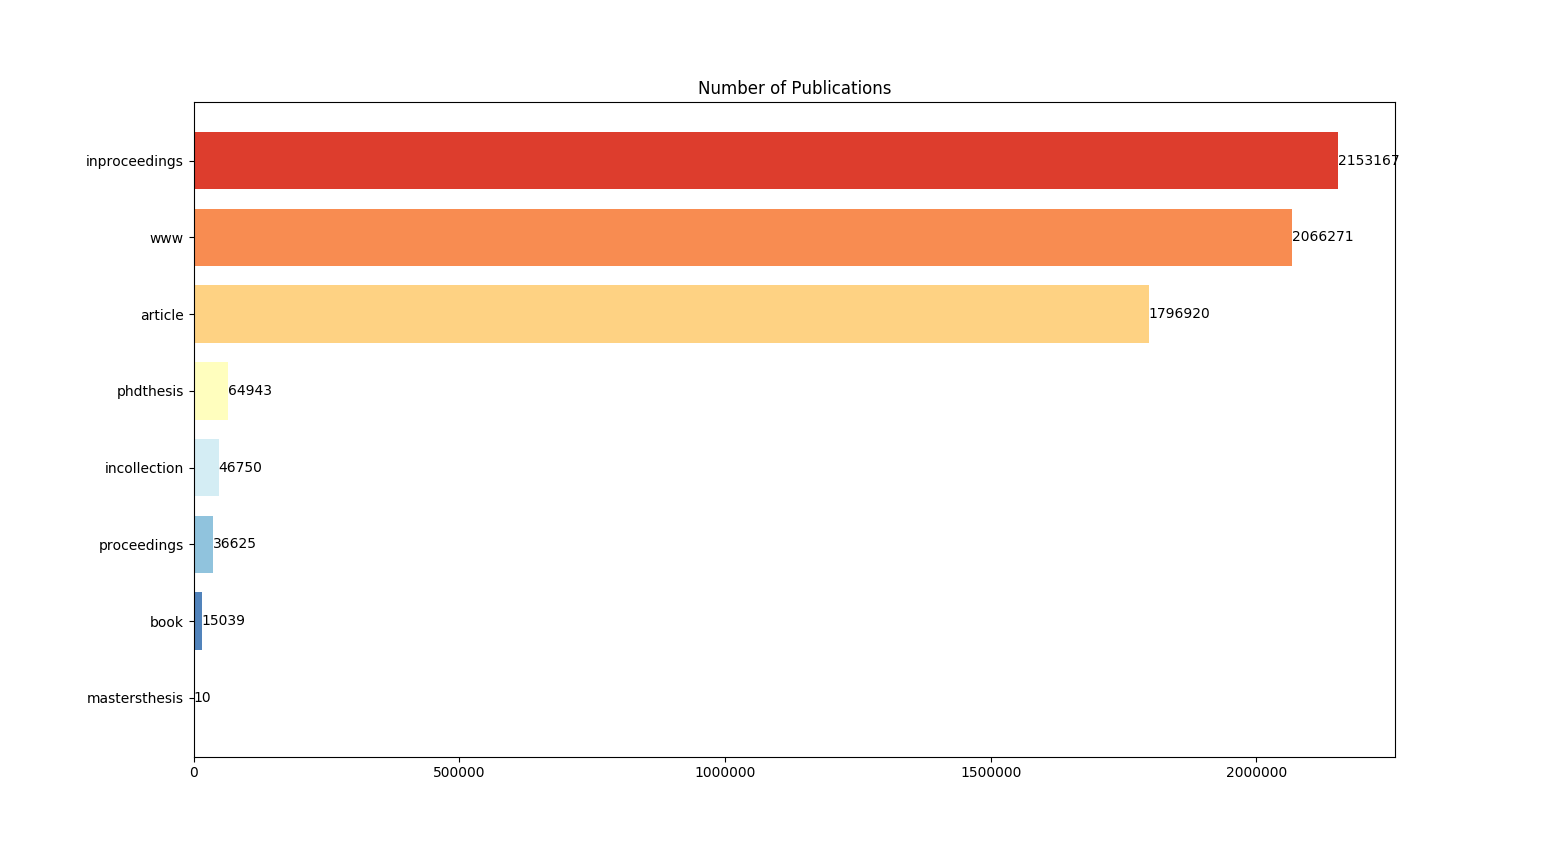 Number of Publications
inproceedings 2153167
www 2066271
article 1796920
phdthesis 64943
incollection 46750
proceedings 36625
book 15039
mastersthesis 10
0 500000 1000000 1500000 2000000